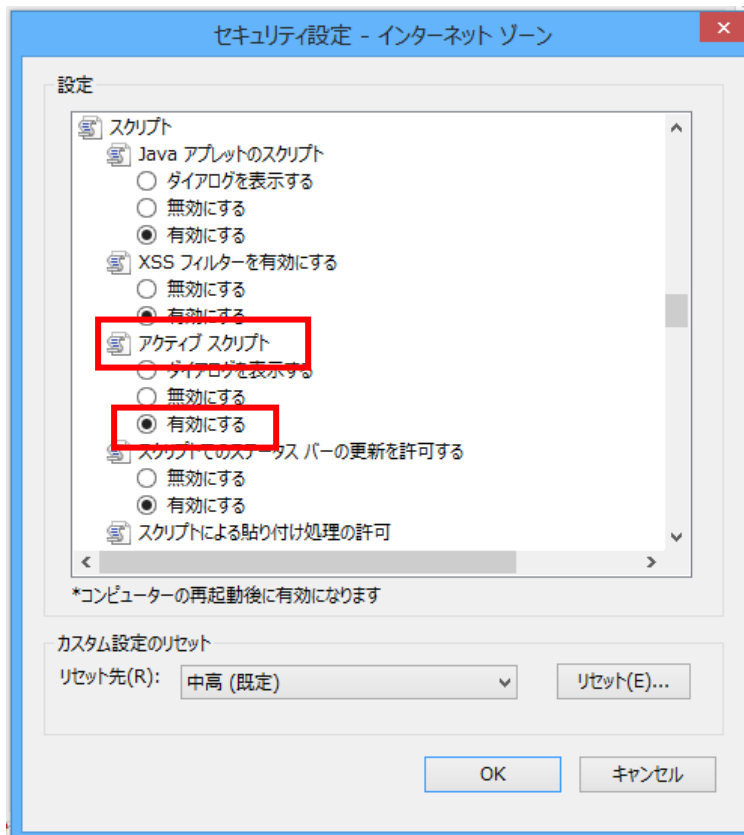 セキュリティ設定 - インターネット ゾーン
設定
スクリプト
Java アプレットのスクリプト
ダイアログを表示する
無効にする
有効にする
XSS フィルターを有効にする
無効にする
有効にする
アクティブ スクリプト
ダイアログを表示する
無効にする
有効にする
スクリプトでのステータス バーの更新を許可する
無効にする
有効にする
スクリプトによる貼り付け処理の許可
*コンピューターの再起動後に有効になります
カスタム設定のリセット
リセット先(R): 中高 (既定) リセット(E)...
OK キャンセル